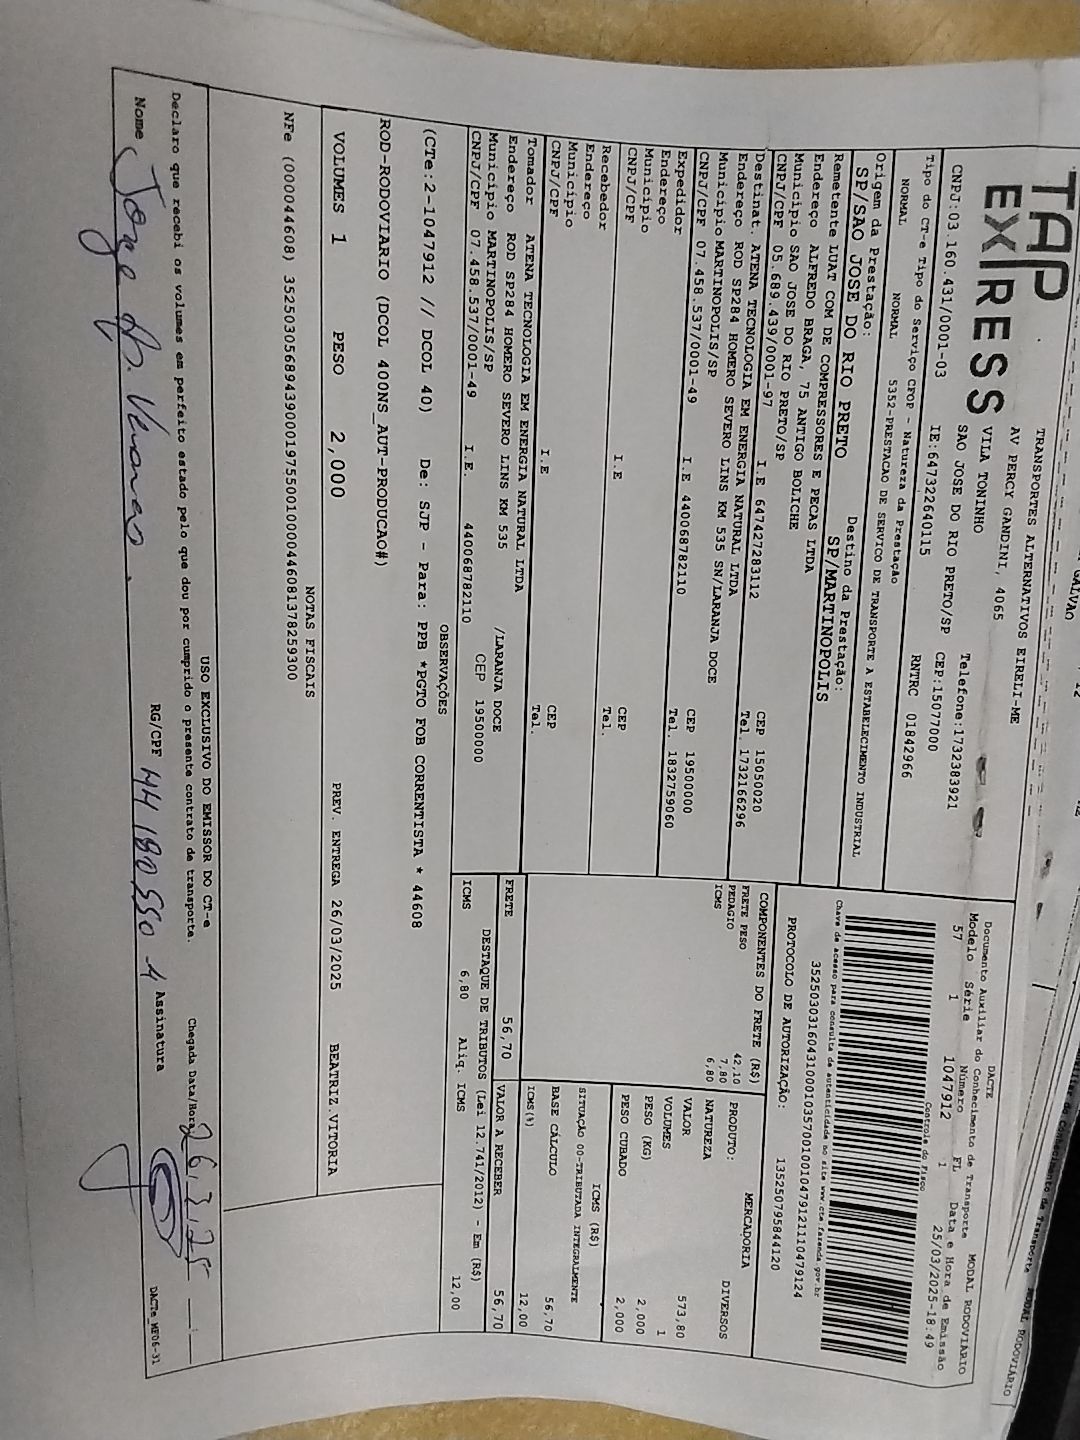 TAP
EXPRESS
TRANSPORTES ALTERNATIVOS EIRELI-ME
AV PERCY GANDINI, 4065
VILA TONINHO
SAO JOSE DO RIO PRETO/SP CEP:15077000
Telefone:1732383921
CNPJ:03.160.431/0001-03 IE:647322640115 RNTRC 01842966
Tipo do CT-e Tipo do Serviço CFOP - Natureza da Prestação
NORMAL NORMAL 5352-PRESTACAO DE SERVICO DE TRANSPORTE A ESTABELECIMENTO INDUSTRIAL
Origem da Prestação: Destino da Prestação:
SP/SAO JOSE DO RIO PRETO SP/MARTINOPOLIS
DACTE MODAL RODOVIÁRIO
Documento Auxiliar do Conhecimento de Transporte
Modelo Série Número FL Data e Hora de Emissão
57 1 1047912 1 25/03/2025-18:49
Controle do Fisco
Chave de acesso para consulta de autenticidade no site www.cte.fazenda.gov.br
PROTOCOLO DE AUTORIZAÇÃO: 135250795844120
Remetente LUAT COM DE COMPRESSORES E PECAS LTDA
Endereço ALFREDO BRAGA, 75 ANTIGO BOLICHE
Municipio SAO JOSE DO RIO PRETO/SP CEP 15050020
CNPJ/CPF 05.689.439/0001-97 I.E 647427283112 Tel. 1732166296
Destinat. ATENA TECNOLOGIA EM ENERGIA NATURAL LTDA
Endereço ROD SP284 HOMERO SEVERO LINS KM 535 SN/LARANJA DOCE
Municipio MARTINOPOLIS/SP CEP 19500000
CNPJ/CPF 07.458.537/0001-49 I.E 440068782110 Tel. 1832759060
Expedidor
Endereço
Municipio CEP
CNPJ/CPF I.E Tel.
Recebedor
Endereço
Municipio CEP
CNPJ/CPF I.E Tel.
Tomador ATENA TECNOLOGIA EM ENERGIA NATURAL LTDA
Endereço ROD SP284 HOMERO SEVERO LINS KM 535 /LARANJA DOCE
Municipio MARTINOPOLIS/SP CEP 19500000
CNPJ/CPF 07.458.537/0001-49 I.E. 440068782110
COMPONENTES DO FRETE (R$)
FRETE PESO 42,10
PEDAGIO 7,80
ICMS 6,80
PRODUTO: MERCADORIA
NATUREZA DIVERSOS
VALOR 573,80
VOLUMES 1
PESO (KG) 2,000
PESO CUBADO 2,000
ICMS (R$)
SITUAÇÃO 00-TRIBUTADA INTEGRALMENTE
BASE CÁLCULO 56,70
ICMS(%) 12,00
FRETE 56,70 VALOR A RECEBER 56,70
DESTAQUE DE TRIBUTOS (Lei 12.741/2012) - Em (R$)
ICMS 6,80 Aliq. ICMS 12,00
OBSERVAÇÕES
(CTe:2-1047912 // DCOL 40) De: SJP - Para: PPB *PGTO FOB CORRENTISTA * 44608
ROD-RODOVIARIO (DCOL 400NS_AUT-PRODUCAO#)
VOLUMES 1 PESO 2,000 PREV. ENTREGA 26/03/2025 BEATRIZ.VITORIA
NOTAS FISCAIS
USO EXCLUSIVO DO EMISSOR DO CT-e
Declaro que recebi os volumes em perfeito estado pelo que dou por cumprido o presente contrato de transporte. Chegada Data/Hora 26/3/25
Nome RG/CPF Assinatura
DACTe_MF06-31